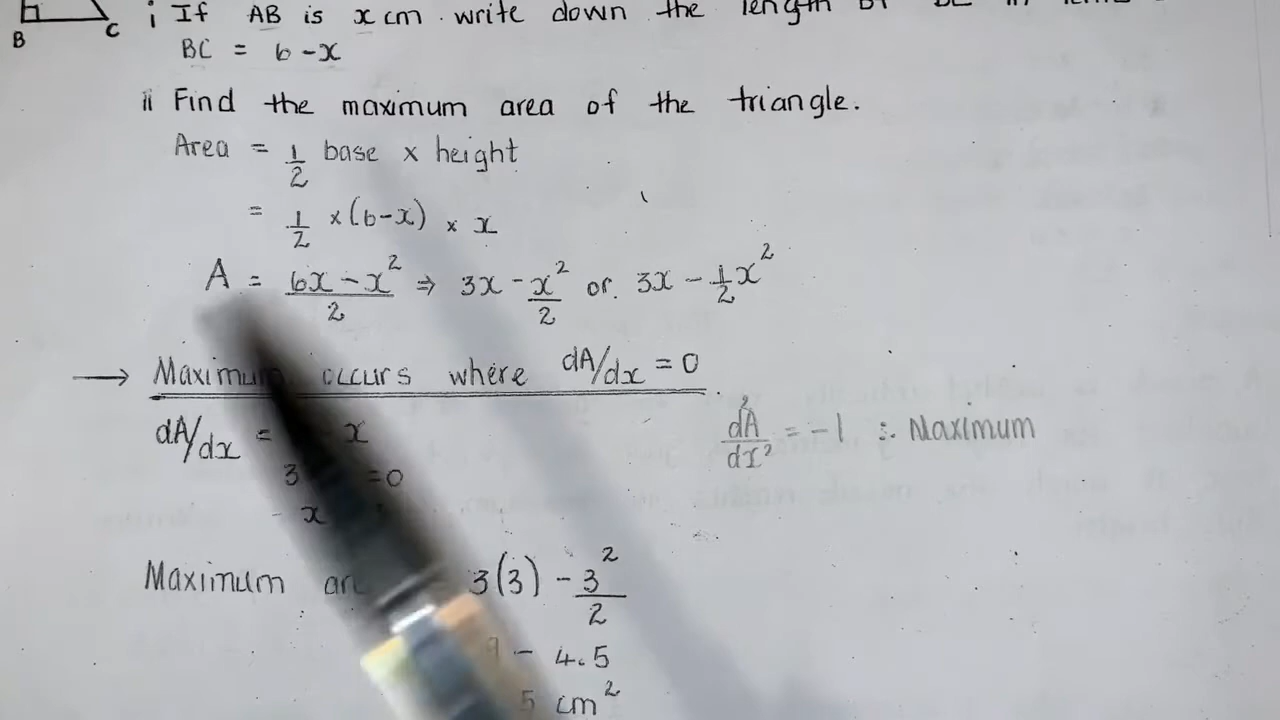 B C
i If AB is x cm write down the length
BC = 6 - x
ii Find the maximum area of the triangle.
Area = 1/2 base x height
= 1/2 x (6-x) x x
A = 6x - x² / 2 ⇒ 3x - x²/2 or. 3x - 1/2 x²
→ Maximum occurs where dA/dx = 0
dA/dx = x
3 =0
x
d²A/dx² = -1 ∴ Maximum
Maximum 3(3) - 3²/2
9 - 4.5
5 cm²